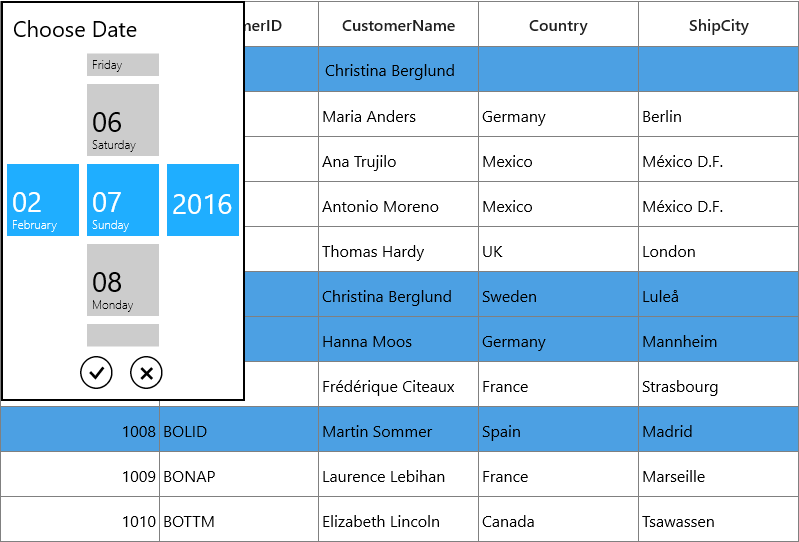 Choose Date
Friday
06
Saturday
02
February
07
Sunday
2016
08
Monday
merID CustomerName Country ShipCity
Christina Berglund
Maria Anders Germany Berlin
Ana Trujilo Mexico México D.F.
Antonio Moreno Mexico México D.F.
Thomas Hardy UK London
Christina Berglund Sweden Luleå
Hanna Moos Germany Mannheim
Frédérique Citeaux France Strasbourg
1008 BOLID Martin Sommer Spain Madrid
1009 BONAP Laurence Lebihan France Marseille
1010 BOTTM Elizabeth Lincoln Canada Tsawassen